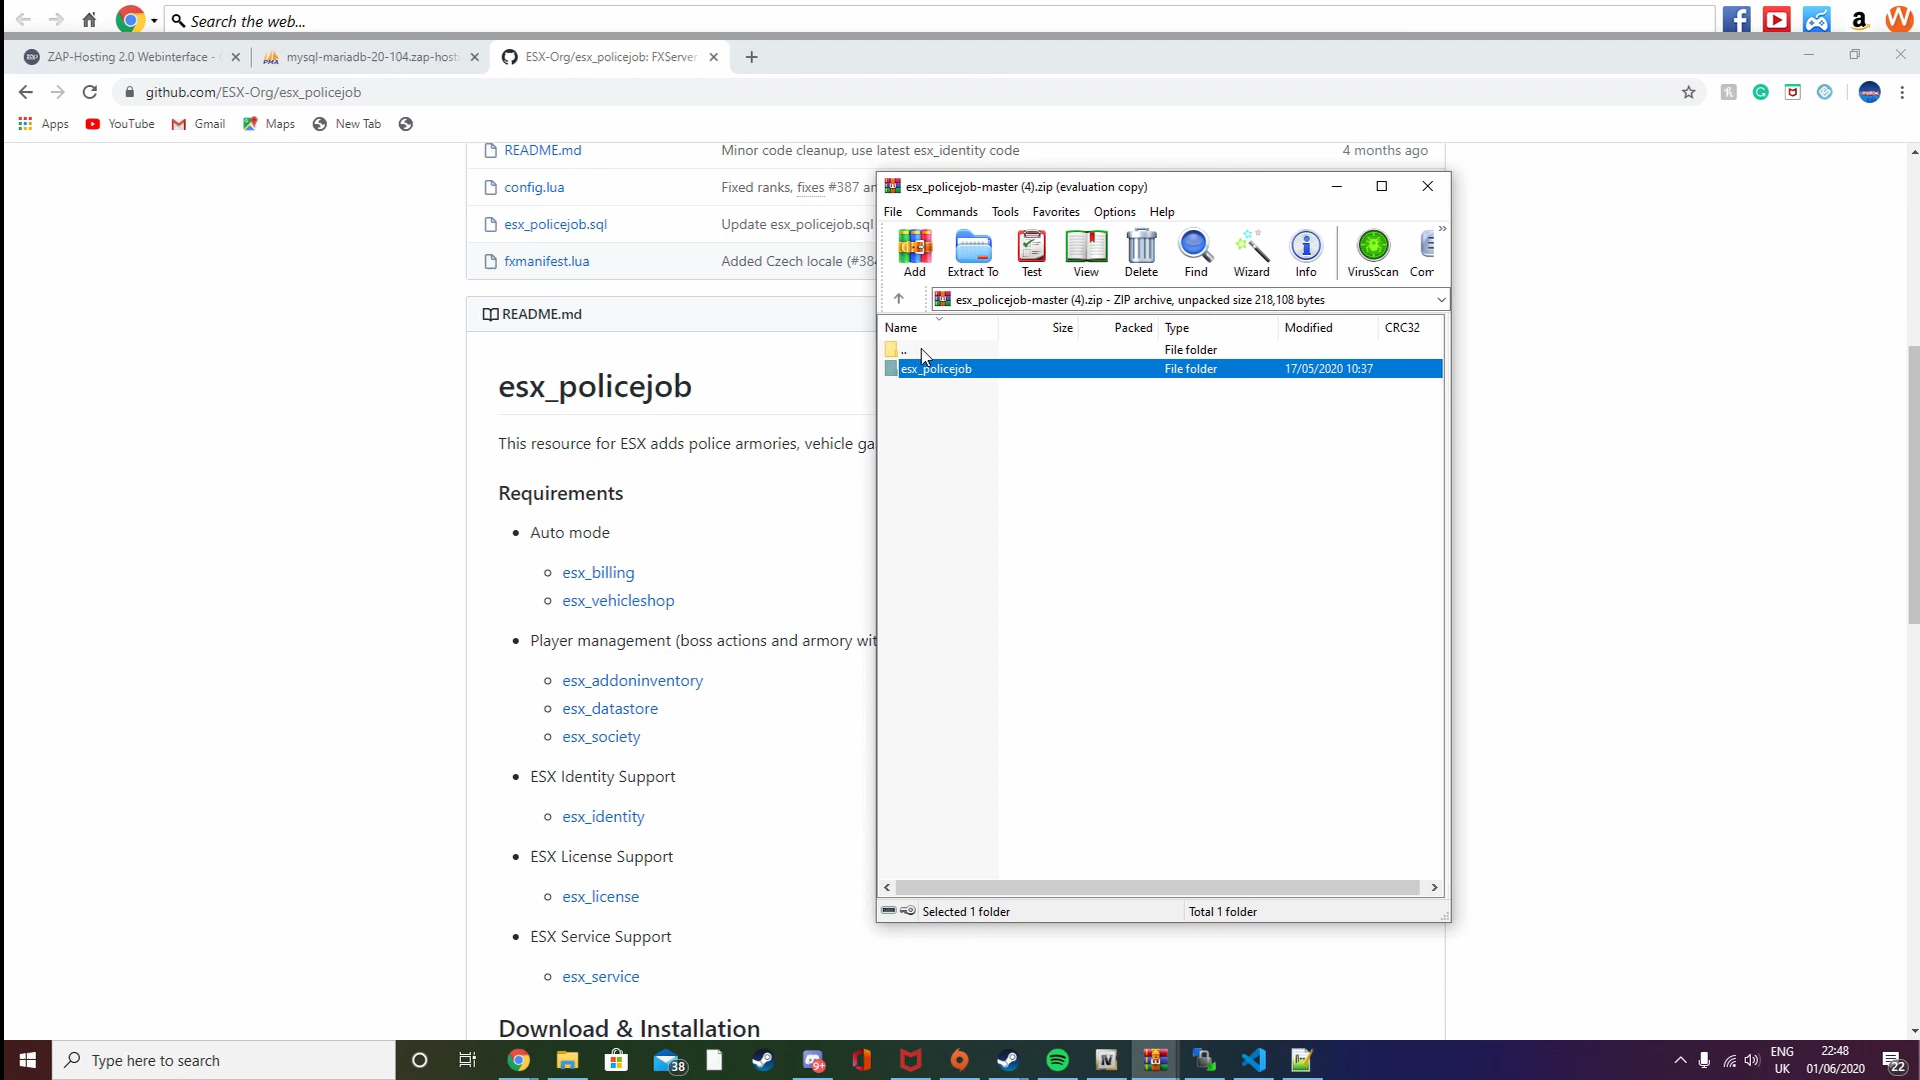 Search the web...
ZAP-Hosting 2.0 Webinterface -
mysql-mariadb-20-104.zap-hosti
ESX-Org/esx_policejob: FXServer
github.com/ESX-Org/esx_policejob
Apps
YouTube
Gmail
Maps
New Tab
README.md
Minor code cleanup, use latest esx_identity code
4 months ago
config.lua
Fixed ranks, fixes #387 an
esx_policejob.sql
Update esx_policejob.sql
fxmanifest.lua
Added Czech locale (#384
README.md
esx_policejob
This resource for ESX adds police armories, vehicle ga
Requirements
Auto mode
esx_billing
esx_vehicleshop
Player management (boss actions and armory wit
esx_addoninventory
esx_datastore
esx_society
ESX Identity Support
esx_identity
ESX License Support
esx_license
ESX Service Support
esx_service
Download & Installation
esx_policejob-master (4).zip (evaluation copy)
File Commands Tools Favorites Options Help
Add Extract To Test View Delete Find Wizard Info VirusScan Com
esx_policejob-master (4).zip - ZIP archive, unpacked size 218,108 bytes
Name Size Packed Type Modified CRC32
.. File folder
esx_policejob File folder 17/05/2020 10:37
Selected 1 folder
Total 1 folder
Type here to search
38
9+
IV
ENG
UK
22:48
01/06/2020
22